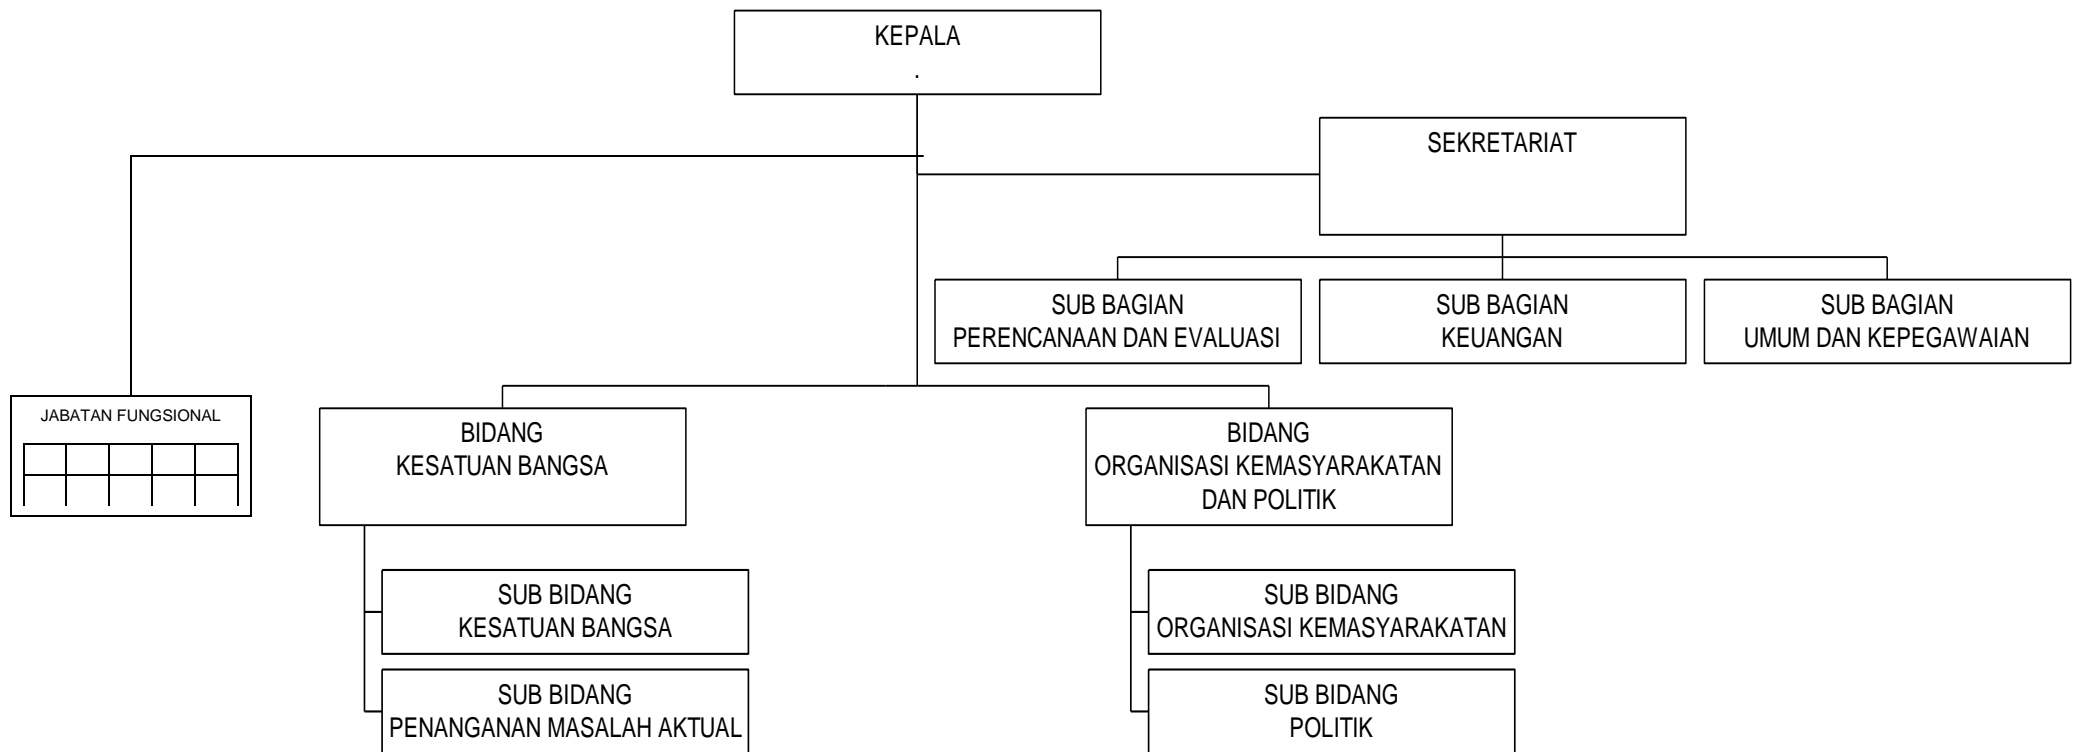 KEPALA
.
SEKRETARIAT
SUB BAGIAN
PERENCANAAN DAN EVALUASI
SUB BAGIAN
KEUANGAN
SUB BAGIAN
UMUM DAN KEPEGAWAIAN
JABATAN FUNGSIONAL
BIDANG
KESATUAN BANGSA
BIDANG
ORGANISASI KEMASYARAKATAN
DAN POLITIK
SUB BIDANG
KESATUAN BANGSA
SUB BIDANG
ORGANISASI KEMASYARAKATAN
SUB BIDANG
PENANGANAN MASALAH AKTUAL
SUB BIDANG
POLITIK